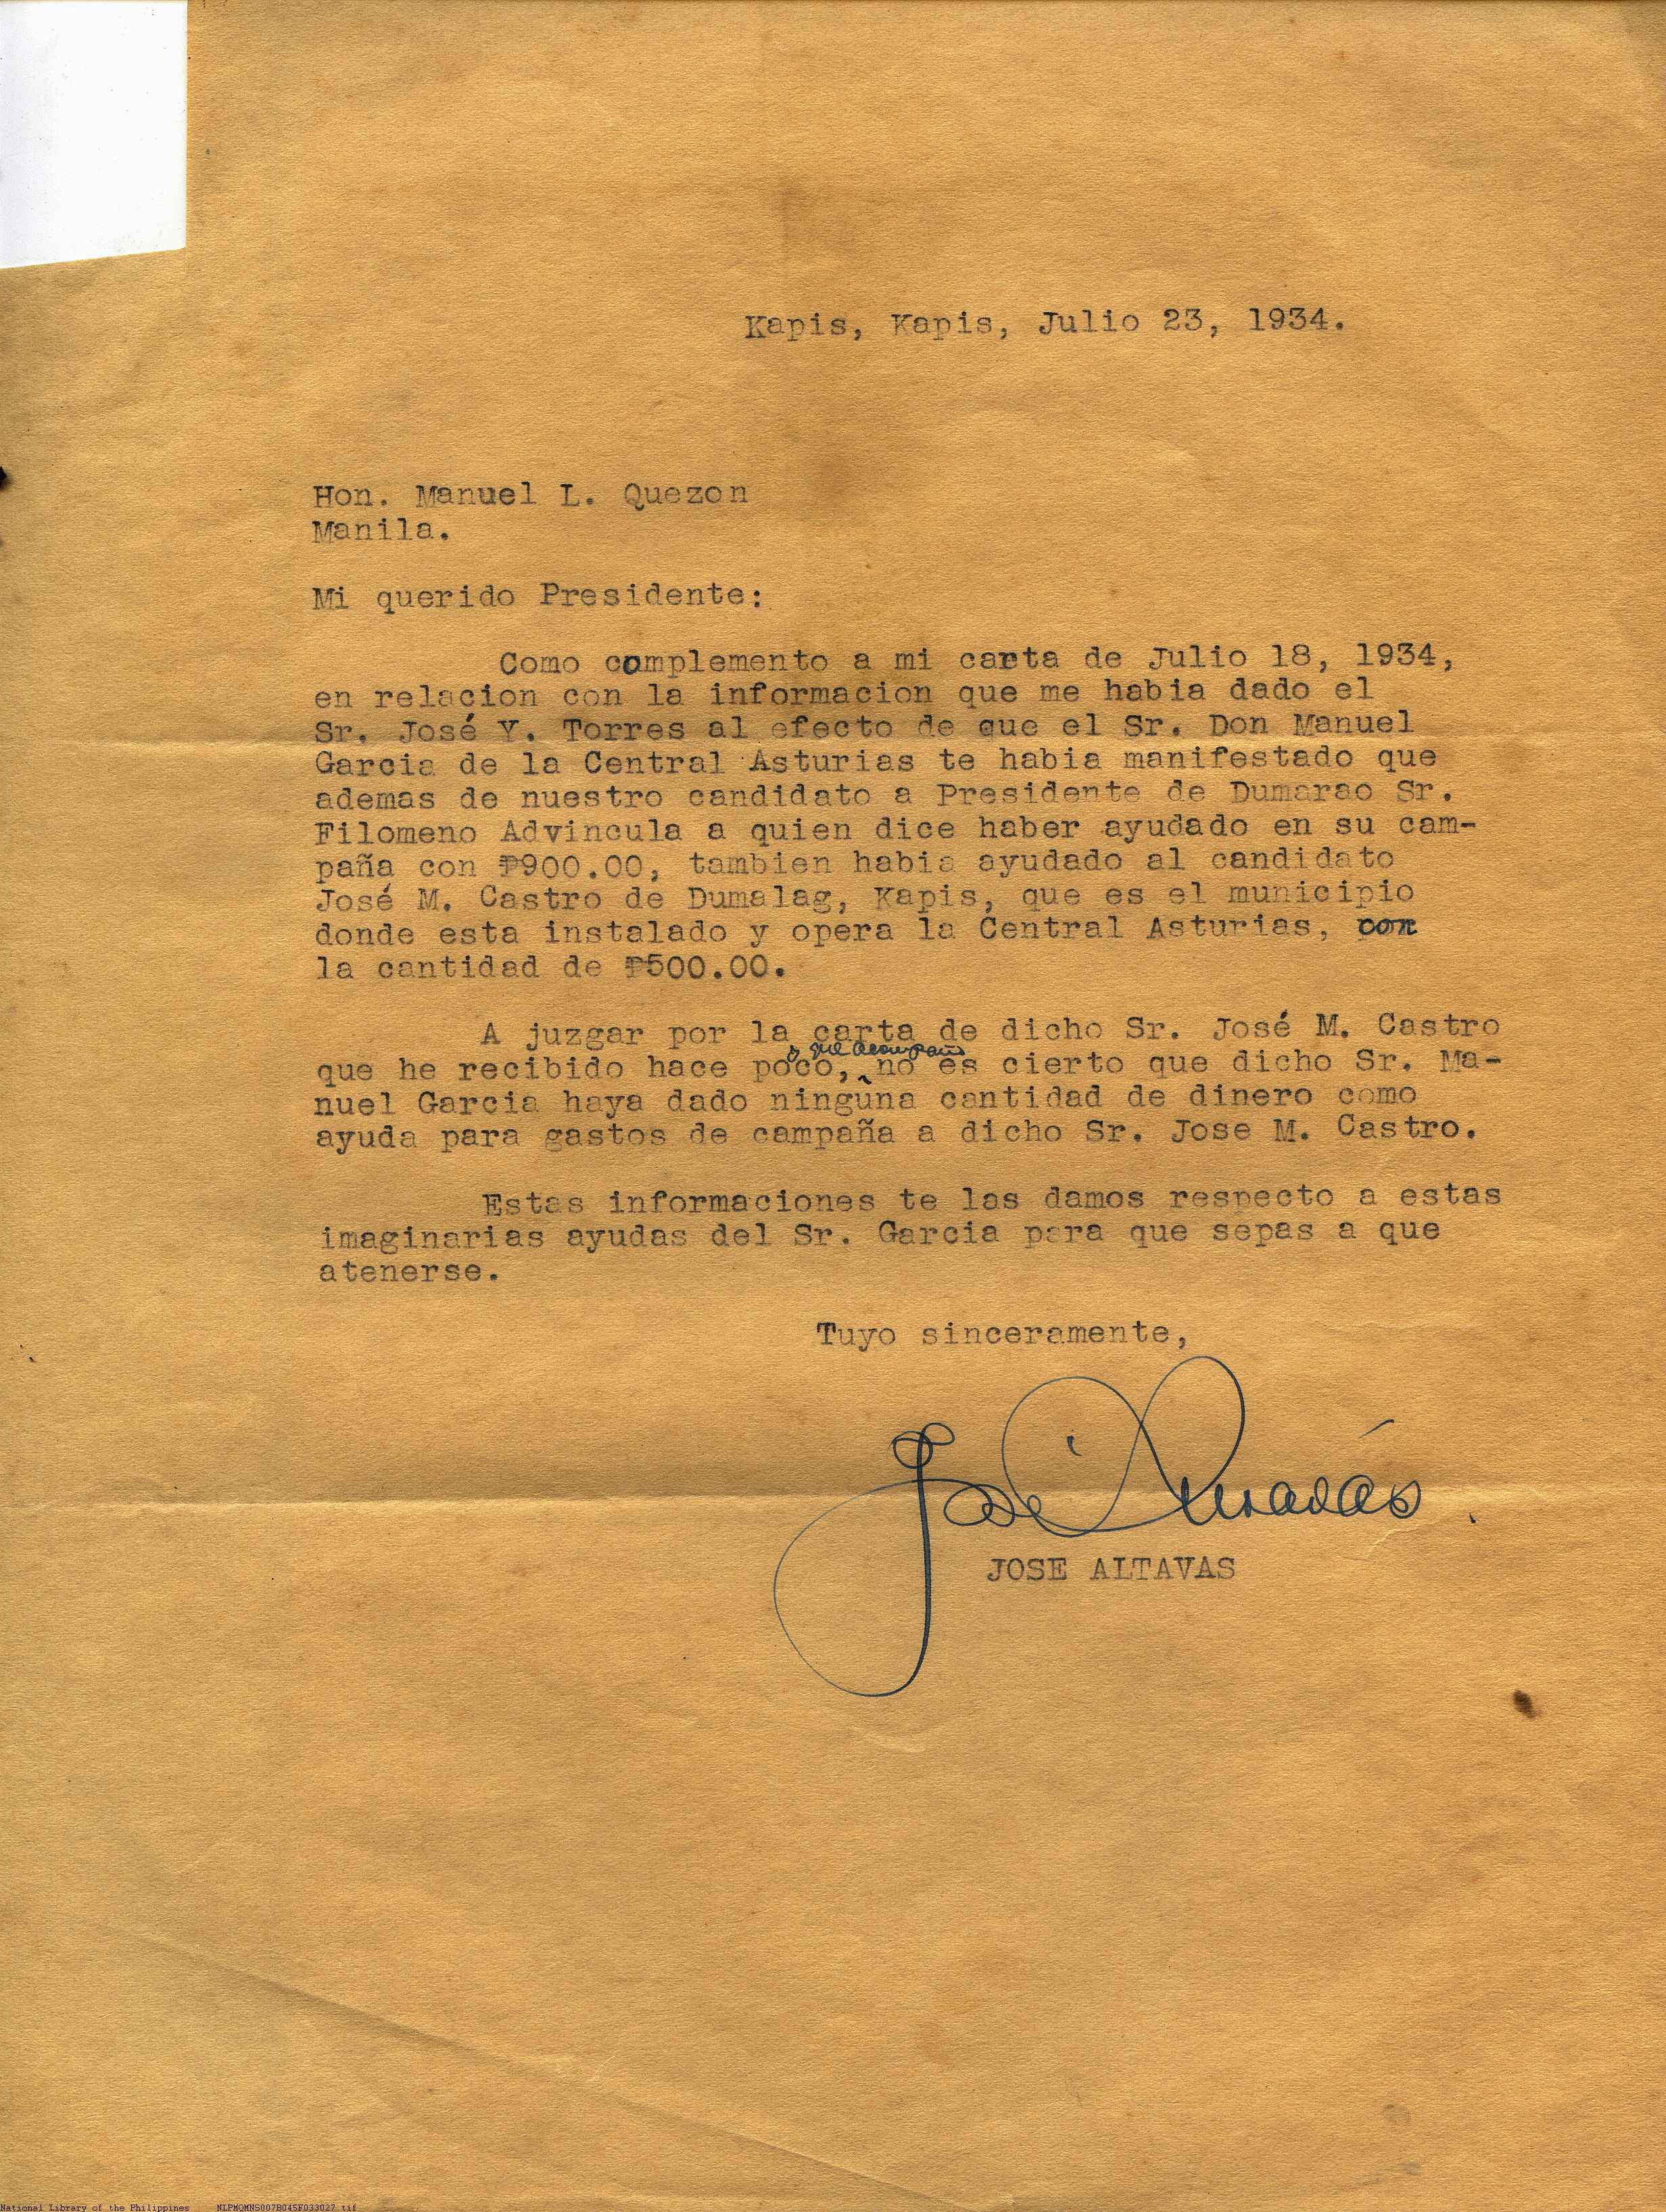 Kapis, Kapis, Julio 23, 1934.
Hon. Manuel L. Quezon
Manila.
Mi querido Presidente:
Como complemento a mi carta de Julio 18, 1934,
en relacion con la informacion que me habia dado el
Sr. José Y. Torres al efecto de que el Sr. Don Manuel
Garcia de la Central Asturias te habia manifestado que
ademas de nuestro candidato a Presidente de Dumarao Sr.
Filomeno Advincula a quien dice haber ayudado en su cam-
paña con ₱900.00, tambien habia ayudado al candidato
José M. Castro de Dumalag, Kapis, que es el municipio
donde esta instalado y opera la Central Asturias, con
la cantidad de ₱500.00.
A juzgar por la carta de dicho Sr. José M. Castro
y que acompaño
que he recibido hace poco, no es cierto que dicho Sr. Ma-
nuel Garcia haya dado ninguna cantidad de dinero como
ayuda para gastos de campaña a dicho Sr. Jose M. Castro.
Estas informaciones te las damos respecto a estas
imaginarias ayudas del Sr. Garcia para que sepas a que
atenerse.
Tuyo sinceramente,
José Altavás
JOSE ALTAVAS
National Library of the Philippines NLPMQMNS007B045F033027.tif